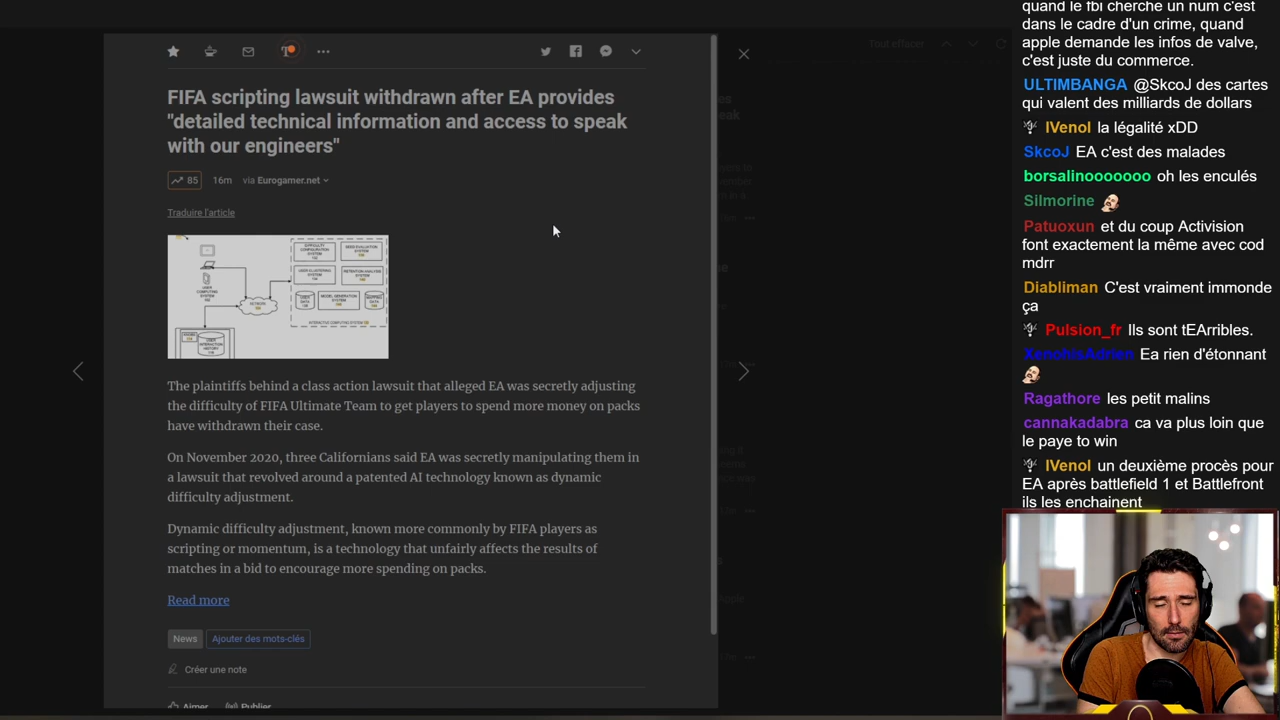 Tout effacer
FIFA scripting lawsuit withdrawn after EA provides
"detailed technical information and access to speak
with our engineers"
85 16m via Eurogamer.net
Traduire l'article
The plaintiffs behind a class action lawsuit that alleged EA was secretly adjusting
the difficulty of FIFA Ultimate Team to get players to spend more money on packs
have withdrawn their case.
On November 2020, three Californians said EA was secretly manipulating them in
a lawsuit that revolved around a patented AI technology known as dynamic
difficulty adjustment.
Dynamic difficulty adjustment, known more commonly by FIFA players as
scripting or momentum, is a technology that unfairly affects the results of
matches in a bid to encourage more spending on packs.
Read more
News Ajouter des mots-clés
Créer une note
Aimer Publier
quand le fbi cherche un num c'est
dans le cadre d'un crime, quand
apple demande les infos de valve,
c'est juste du commerce.
ULTIMBANGA @SkcoJ des cartes
qui valent des milliards de dollars
IVenol la légalité xDD
SkcoJ EA c'est des malades
borsalinooooooo oh les enculés
Silmorine
Patuoxun et du coup Activision
font exactement la même avec cod
mdrr
Diabliman C'est vraiment immonde
ça
Pulsion_fr Ils sont tEArribles.
XenohisAdrien Ea rien d'étonnant
Ragathore les petit malins
cannakadabra ca va plus loin que
le paye to win
IVenol un deuxième procès pour
EA après battlefield 1 et Battlefront
ils les enchainent